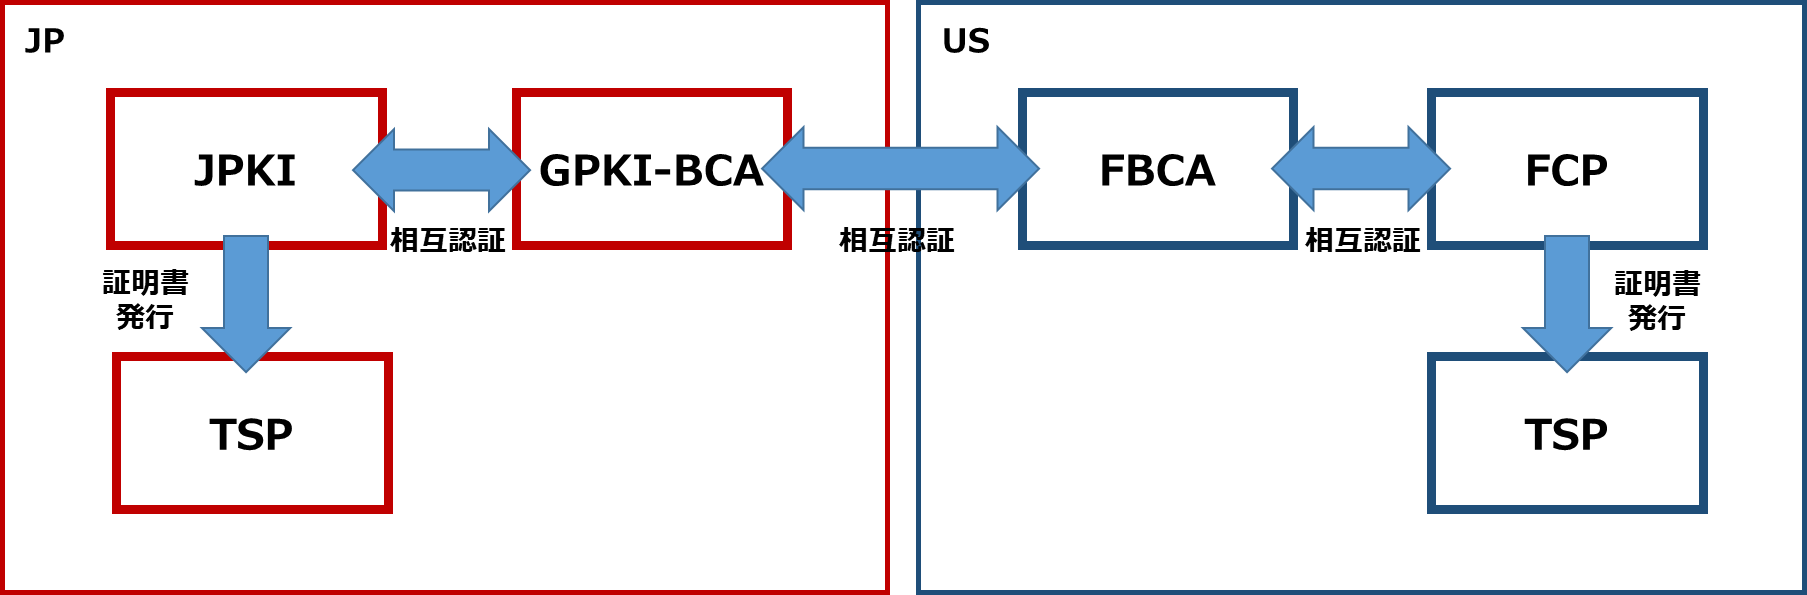 JP
US
JPKI
GPKI-BCA
FBCA
FCP
相互認証
相互認証
相互認証
証明書
発行
証明書
発行
TSP
TSP